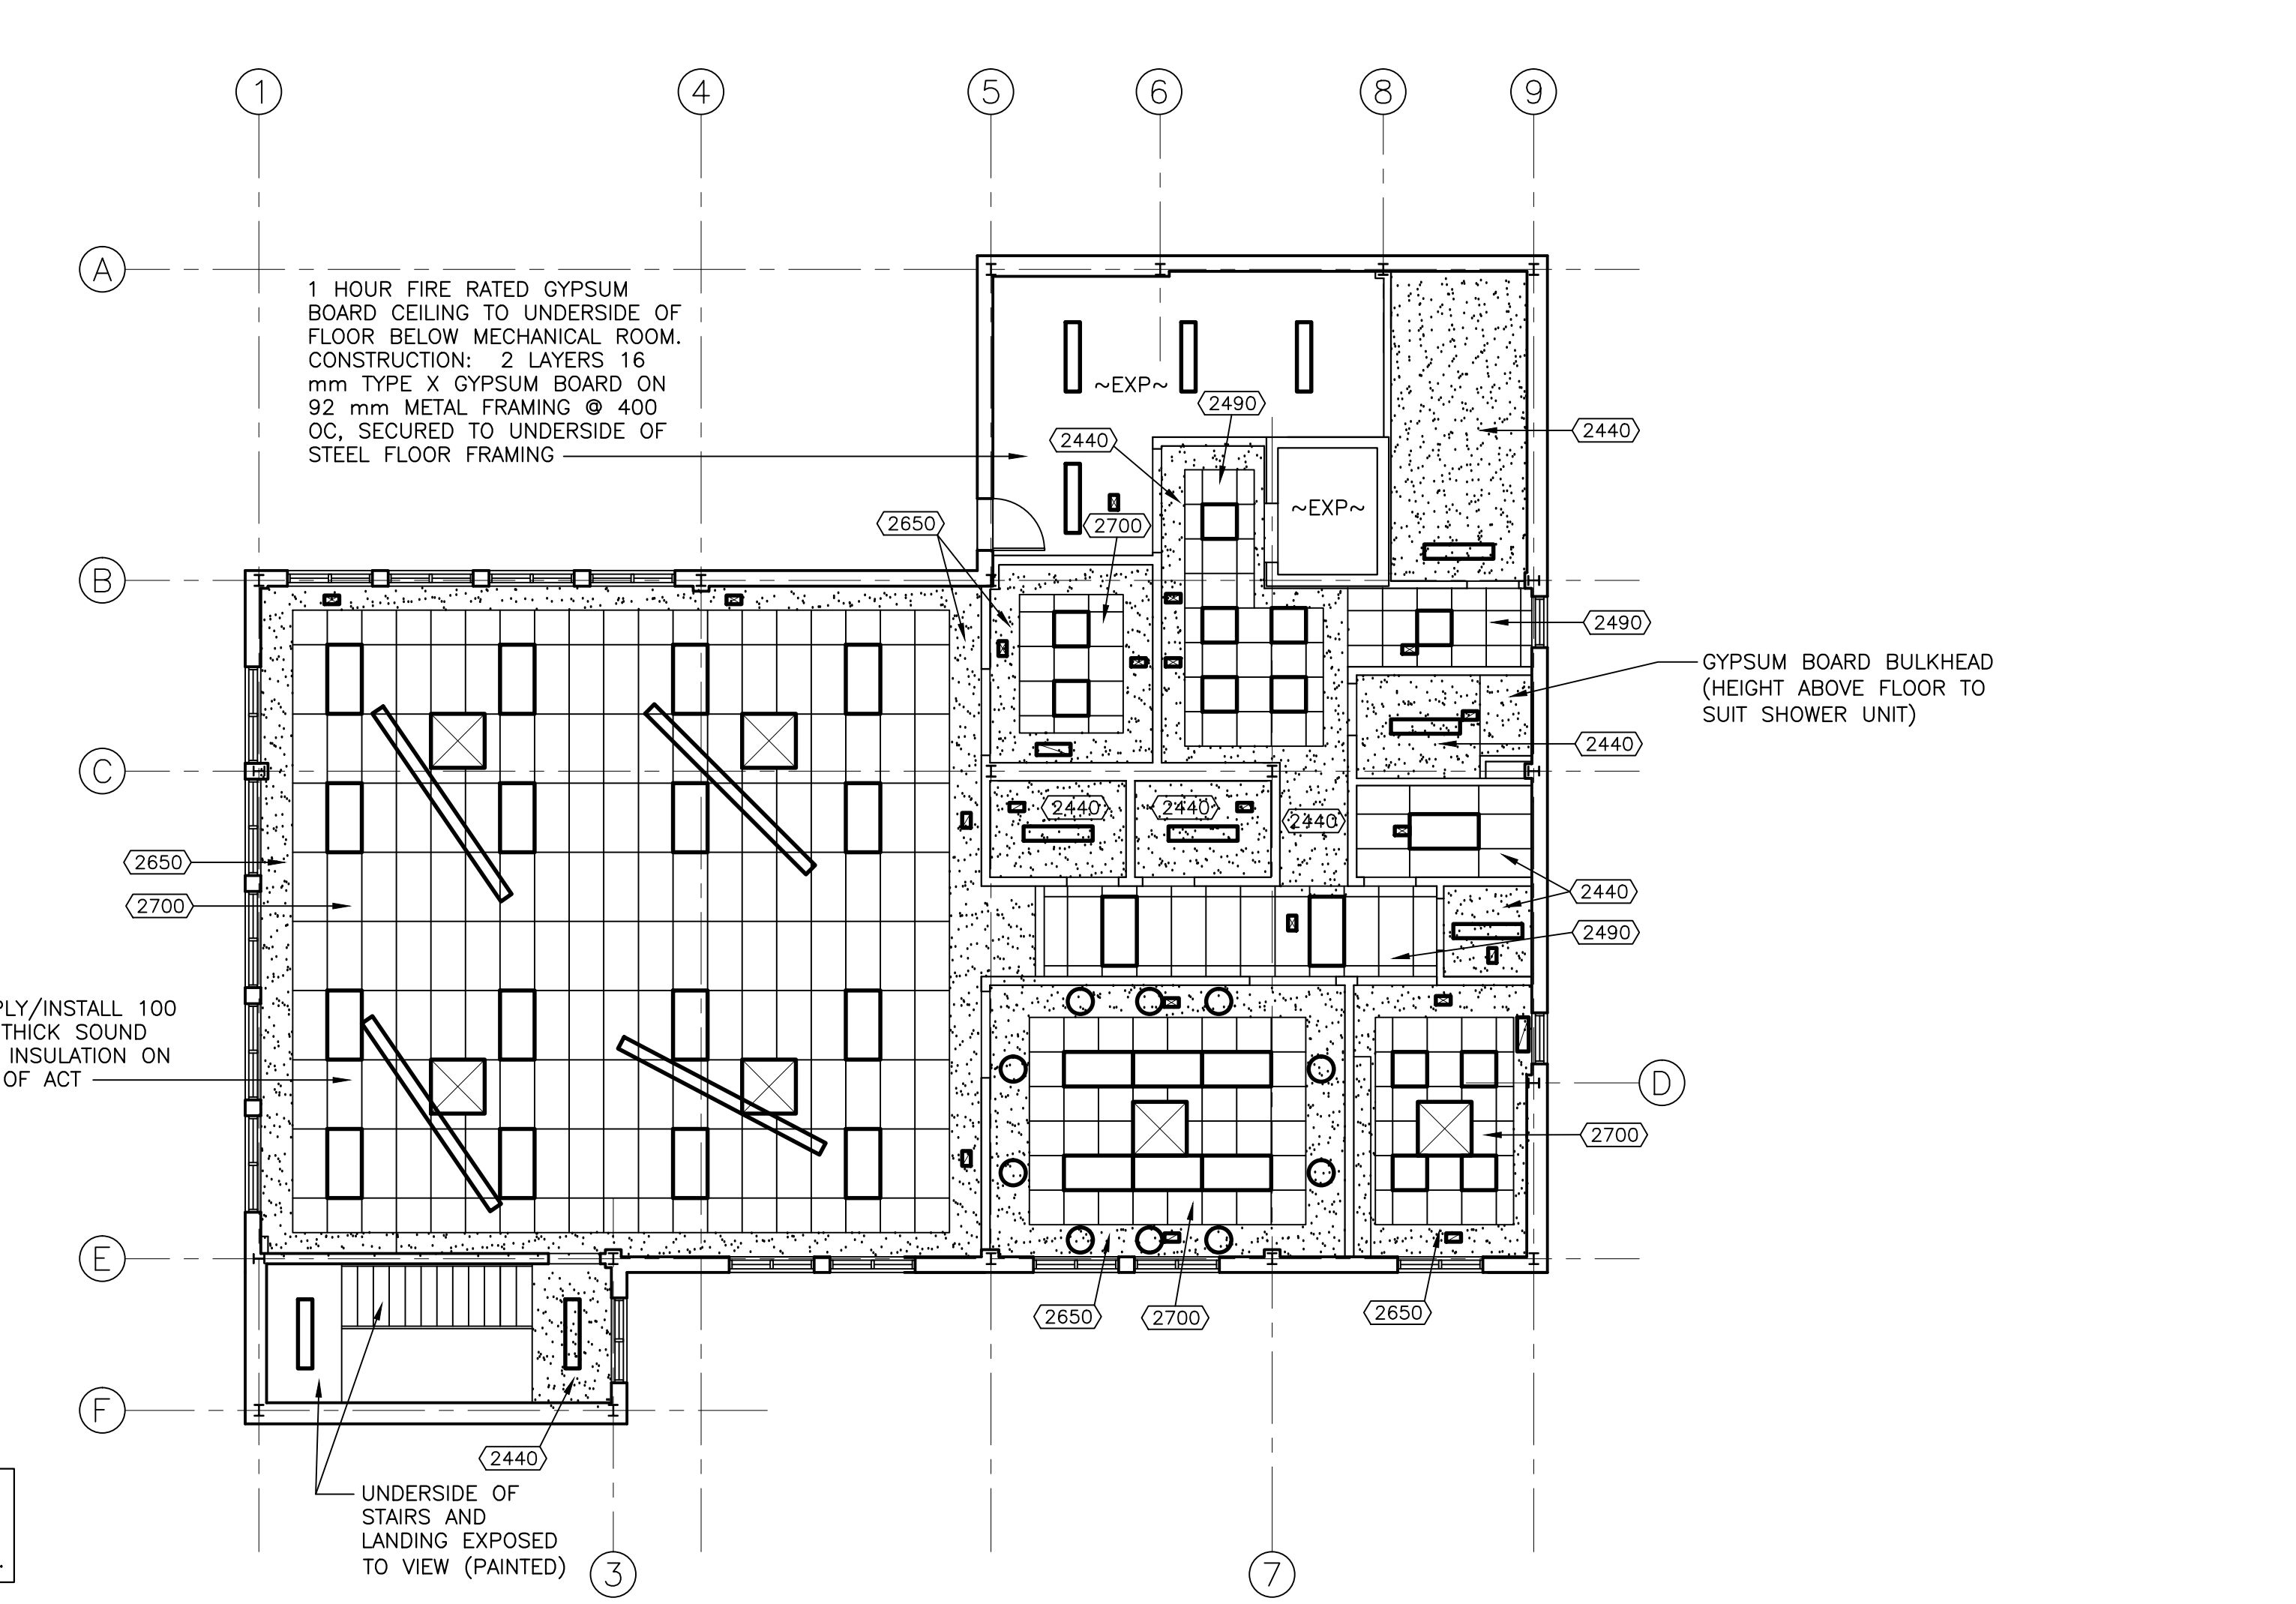 1 4 5 6 8 9
A
1 HOUR FIRE RATED GYPSUM
BOARD CEILING TO UNDERSIDE OF
FLOOR BELOW MECHANICAL ROOM.
CONSTRUCTION: 2 LAYERS 16
mm TYPE X GYPSUM BOARD ON
92 mm METAL FRAMING @ 400
OC, SECURED TO UNDERSIDE OF
STEEL FLOOR FRAMING
~EXP~
2490
2440
2440
~EXP~
2650
2700
B
2490
GYPSUM BOARD BULKHEAD
(HEIGHT ABOVE FLOOR TO
SUIT SHOWER UNIT)
2440
C
2440
2440
2440
2650
2700
2440
2490
PLY/INSTALL 100
THICK SOUND
INSULATION ON
OF ACT
D
2700
E
2650
2700
2650
F
2440
UNDERSIDE OF
STAIRS AND
LANDING EXPOSED
TO VIEW (PAINTED)
3 7